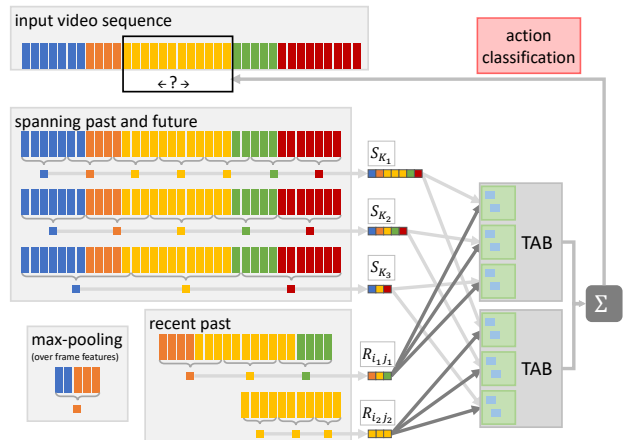 input video sequence
←?→
action
classification
spanning past and future
S_{K_1}
S_{K_2}
S_{K_3}
TAB
Σ
max-pooling
(over frame features)
recent past
R_{i_1 j_1}
R_{i_2 j_2}
TAB